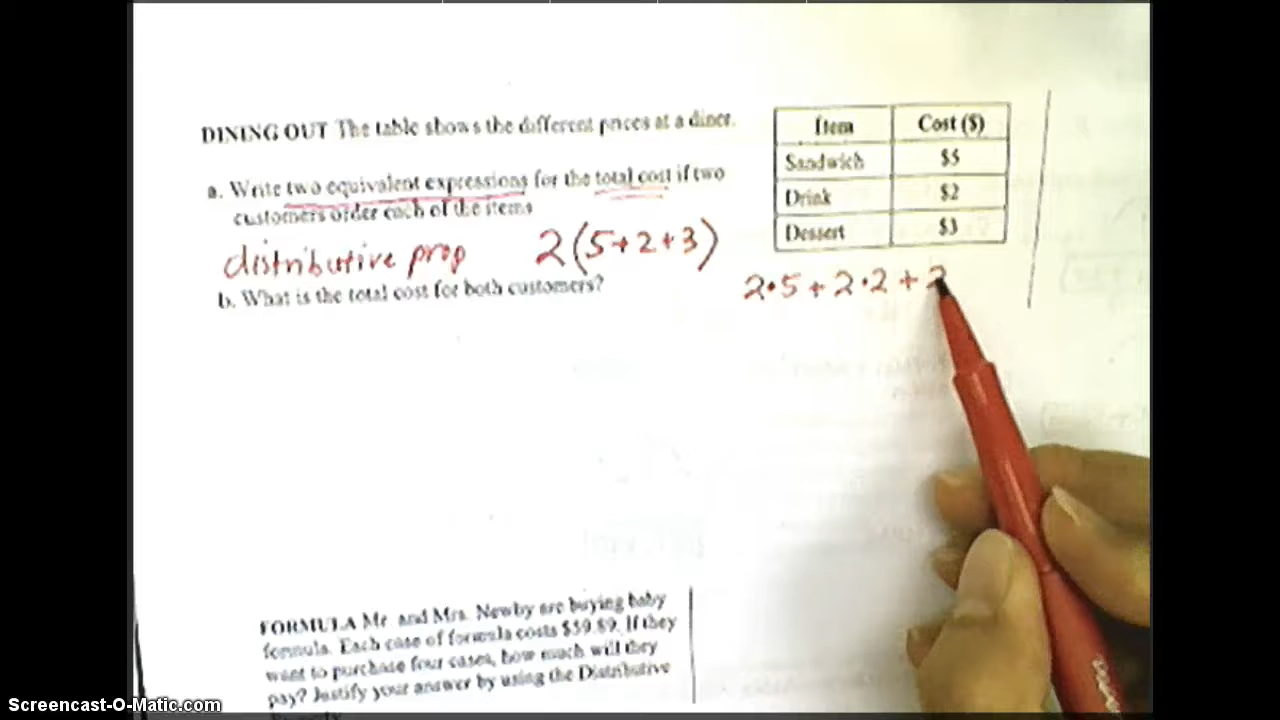 DINING OUT The table shows the different prices at a diner.
a. Write two equivalent expressions for the total cost if two
customers order each of the items
distributive prop 2(5+2+3)
b. What is the total cost for both customers?
Item Cost ($)
Sandwich $5
Drink $2
Dessert $3
2•5 + 2•2 + 2
FORMULA Mr. and Mrs. Newby are buying baby
formula. Each case of formula costs $59.89. If they
want to purchase four cases, how much will they
pay? Justify your answer by using the Distributive
Screencast-O-Matic.com